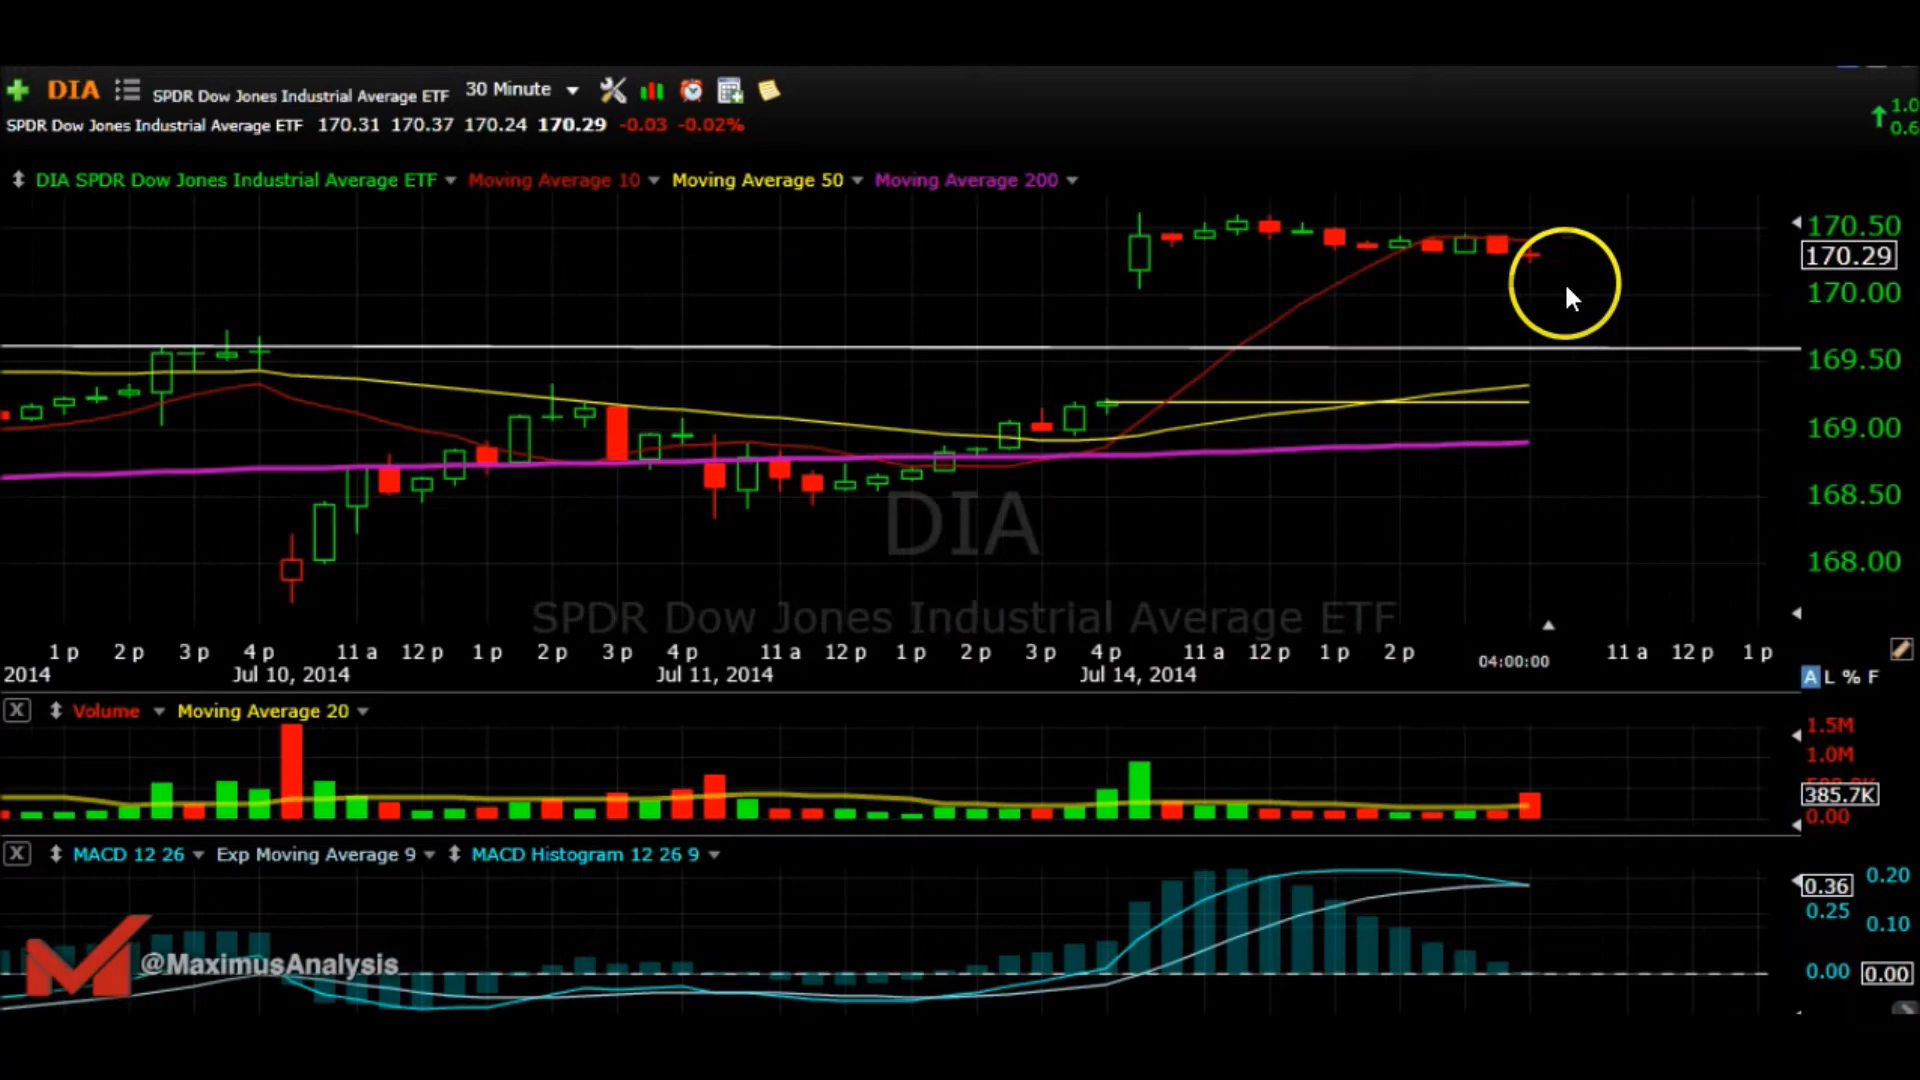 DIA SPDR Dow Jones Industrial Average ETF 30 Minute
SPDR Dow Jones Industrial Average ETF 170.31 170.37 170.24 170.29 -0.03 -0.02%
1.0
0.6
DIA SPDR Dow Jones Industrial Average ETF Moving Average 10 Moving Average 50 Moving Average 200
170.50
170.29
170.00
169.50
169.00
168.50
168.00
DIA
SPDR Dow Jones Industrial Average ETF
1 p 2 p 3 p 4 p 11 a 12 p 1 p 2 p 3 p 4 p 11 a 12 p 1 p 2 p 3 p 4 p 11 a 12 p 1 p 2 p 04:00:00 11 a 12 p 1 p
2014 Jul 10, 2014 Jul 11, 2014 Jul 14, 2014
A L % F
X Volume Moving Average 20
1.5M
1.0M
385.7K
0.00
X MACD 12 26 Exp Moving Average 9 MACD Histogram 12 26 9
0.36 0.20
0.25 0.10
0.00 0.00
@MaximusAnalysis